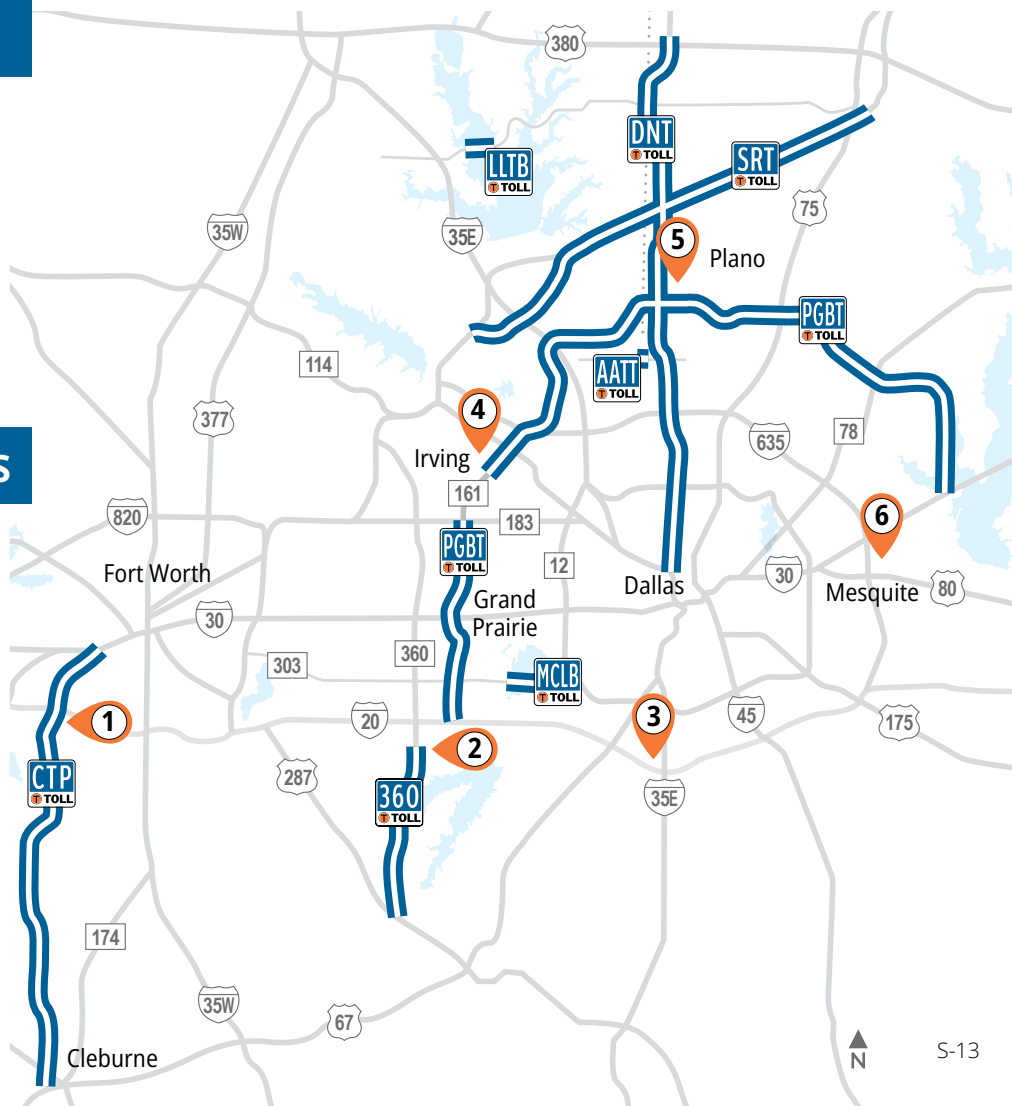 380
DNT
TOLL
SRT
TOLL
LLTB
TOLL
75
35W
35E
5
Plano
PGBT
TOLL
114
AATT
TOLL
4
377
78
635
Irving
S
161
820
183
6
PGBT
TOLL
12
Fort Worth
30
Dallas
Mesquite
80
Grand
Prairie
30
360
303
MCLB
TOLL
1
20
3
45
175
2
287
CTP
TOLL
360
TOLL
35E
174
35W
67
Cleburne
N
S-13